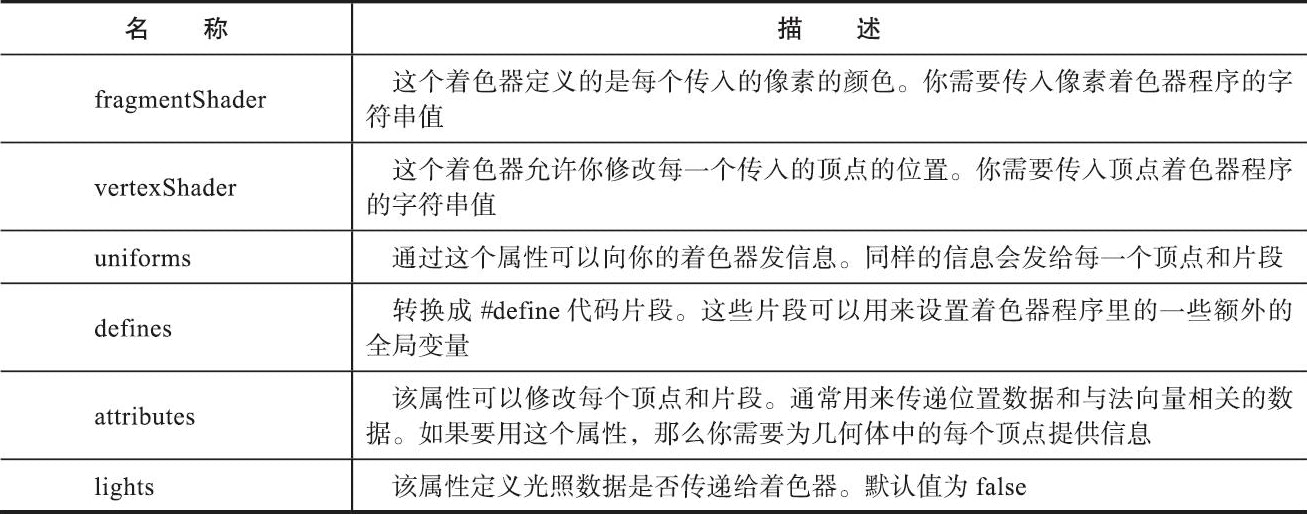 名 称 描 述
fragmentShader 这个着色器定义的是每个传入的像素的颜色。你需要传入像素着色器程序的字
符串值
vertexShader 这个着色器允许你修改每一个传入的顶点的位置。你需要传入顶点着色器程序
的字符串值
uniforms 通过这个属性可以向你的着色器发信息。同样的信息会发给每一个顶点和片段
defines 转换成 #define 代码片段。这些片段可以用来设置着色器程序里的一些额外的
全局变量
attributes 该属性可以修改每个顶点和片段。通常用来传递位置数据和与法向量相关的数
据。如果要用这个属性，那么你需要为几何体中的每个顶点提供信息
lights 该属性定义光照数据是否传递给着色器。默认值为 false